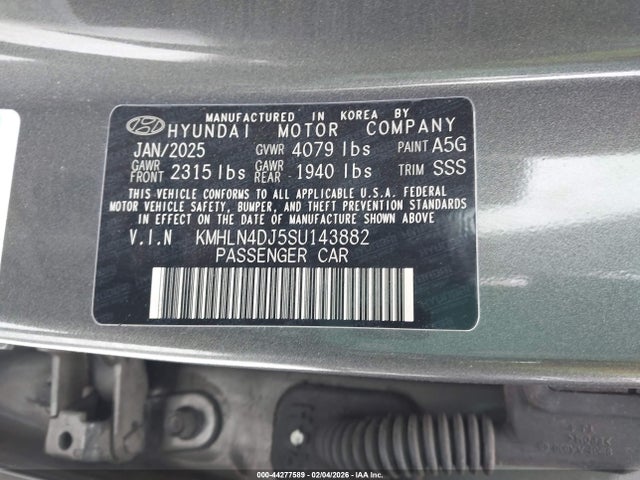 MANUFACTURED IN KOREA BY
HYUNDAI MOTOR COMPANY
JAN/2025 GVWR 4079 lbs PAINT A5G
GAWR FRONT 2315 lbs GAWR REAR 1940 lbs TRIM SSS
THIS VEHICLE CONFORMS TO ALL APPLICABLE U.S.A. FEDERAL
MOTOR VEHICLE SAFETY, BUMPER, AND THEFT PREVENTION STANDARDS
IN EFFECT ON THE DATE OF MANUFACTURE SHOWN ABOVE.
V.I.N KMHLN4DJ5SU143882
PASSENGER CAR
000-44277589 - 02/04/2026 - IAA Inc.